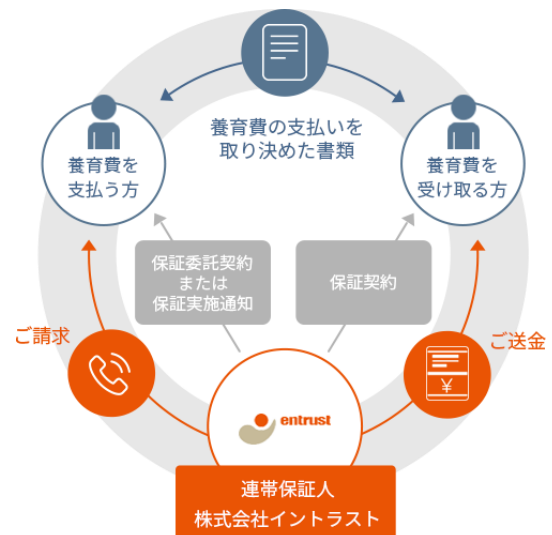 養育費の支払いを
取り決めた書類
養育費を
支払う方
養育費を
受け取る方
保証委託契約
または
保証実施通知
保証契約
ご請求
ご送金
¥
entrust
連帯保証人
株式会社イントラスト